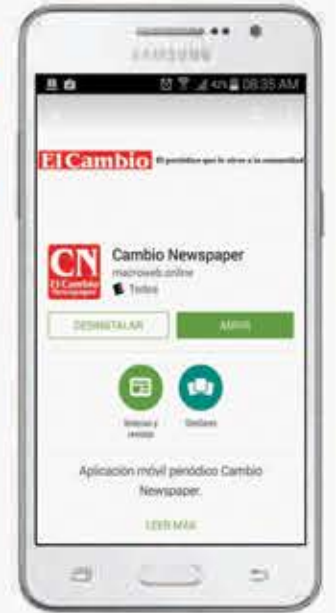 SAMSUNG
08:35 AM
El Cambio El periódico que le sirve a la comunidad
CN
El Cambio
Newspaper
Cambio Newspaper
macroweb.online
Todos
DESINSTALAR
ABRIR
Noticias y
revistas
Similares
Aplicación móvil periódico Cambio
Newspaper.
LEER MÁS